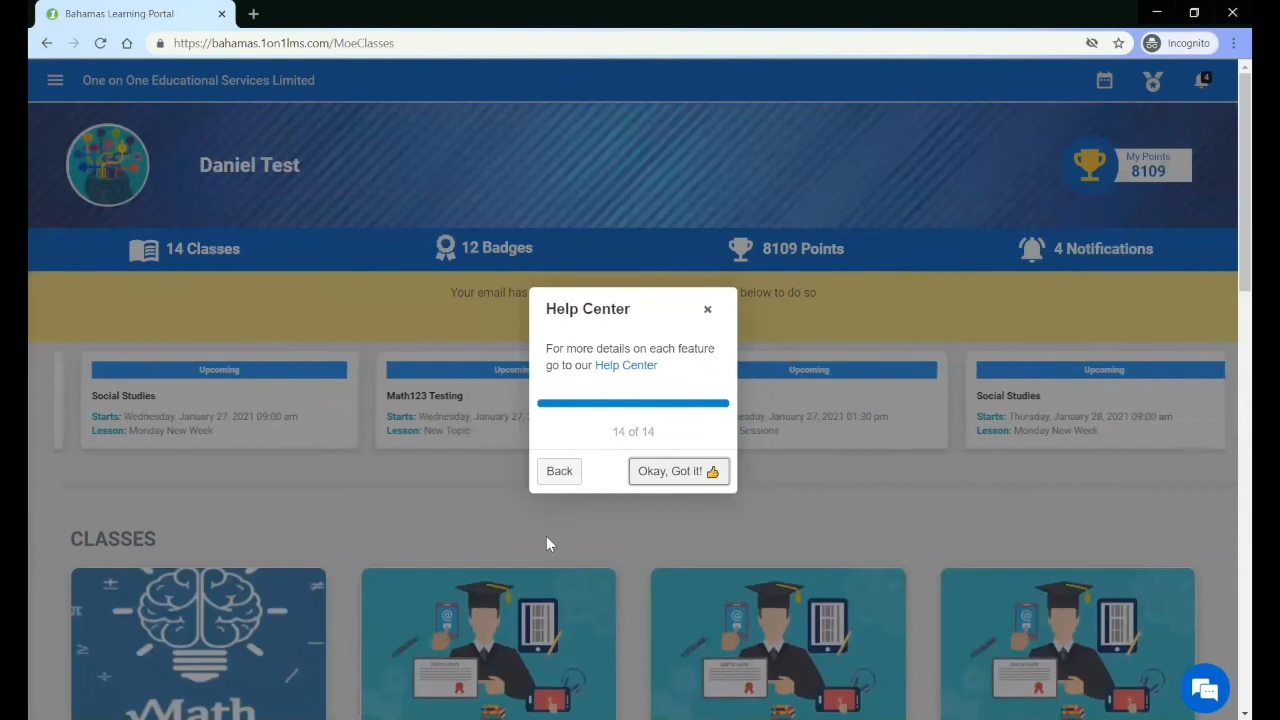 Bahamas Learning Portal
https://bahamas.1on1lms.com/MoeClasses
Incognito
One on One Educational Services Limited
4
Daniel Test
My Points
8109
14 Classes
12 Badges
8109 Points
4 Notifications
Your email has
below to do so
Help Center
For more details on each feature
go to our Help Center
14 of 14
Back
Okay, Got it!
Upcoming
Social Studies
Starts: Wednesday, January 27, 2021 09:00 am
Lesson: Monday New Week
Upcomin
Math123 Testing
Starts: Wednesday, January 27,
Lesson: New Topic
Upcoming
esday, January 27, 2021 01:30 pm
Sessions
Upcoming
Social Studies
Starts: Thursday, January 28, 2021 09:00 am
Lesson: Monday New Week
CLASSES
Math